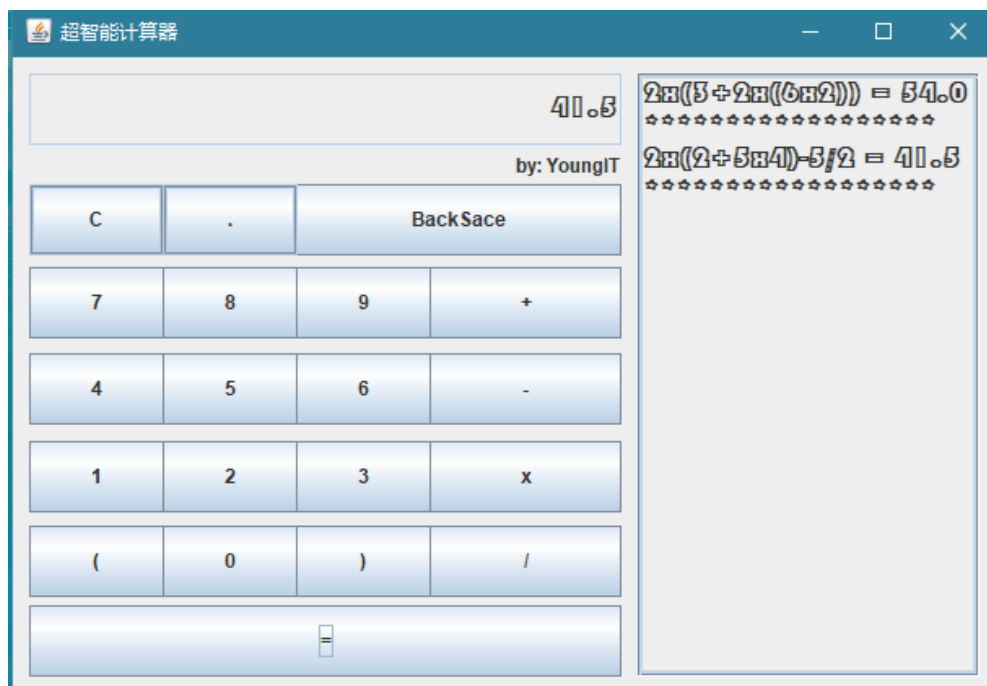 超智能计算器
41.5
by: YoungIT
C . BackSace
7 8 9 +
4 5 6 -
1 2 3 x
( 0 ) /
=
2x(3+2x(6x2)) = 54.0
******************
2x(2+5x4)-5/2 = 41.5
******************